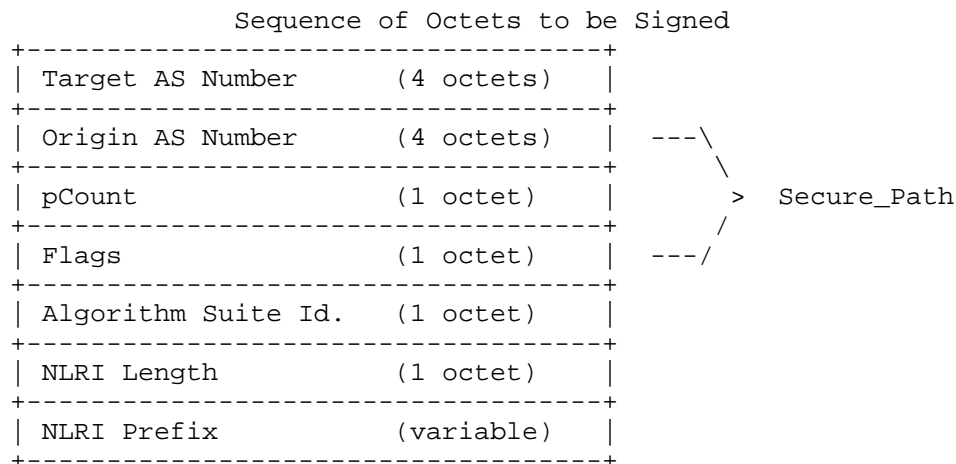 Sequence of Octets to be Signed
+------------------------------------+
| Target AS Number     (4 octets)    |
+------------------------------------+
| Origin AS Number     (4 octets)    |  ---\
+------------------------------------+      \
| pCount               (1 octet)     |       >  Secure_Path
+------------------------------------+      /
| Flags                (1 octet)     |  ---/
+------------------------------------+
| Algorithm Suite Id.  (1 octet)     |
+------------------------------------+
| NLRI Length          (1 octet)     |
+------------------------------------+
| NLRI Prefix          (variable)    |
+------------------------------------+